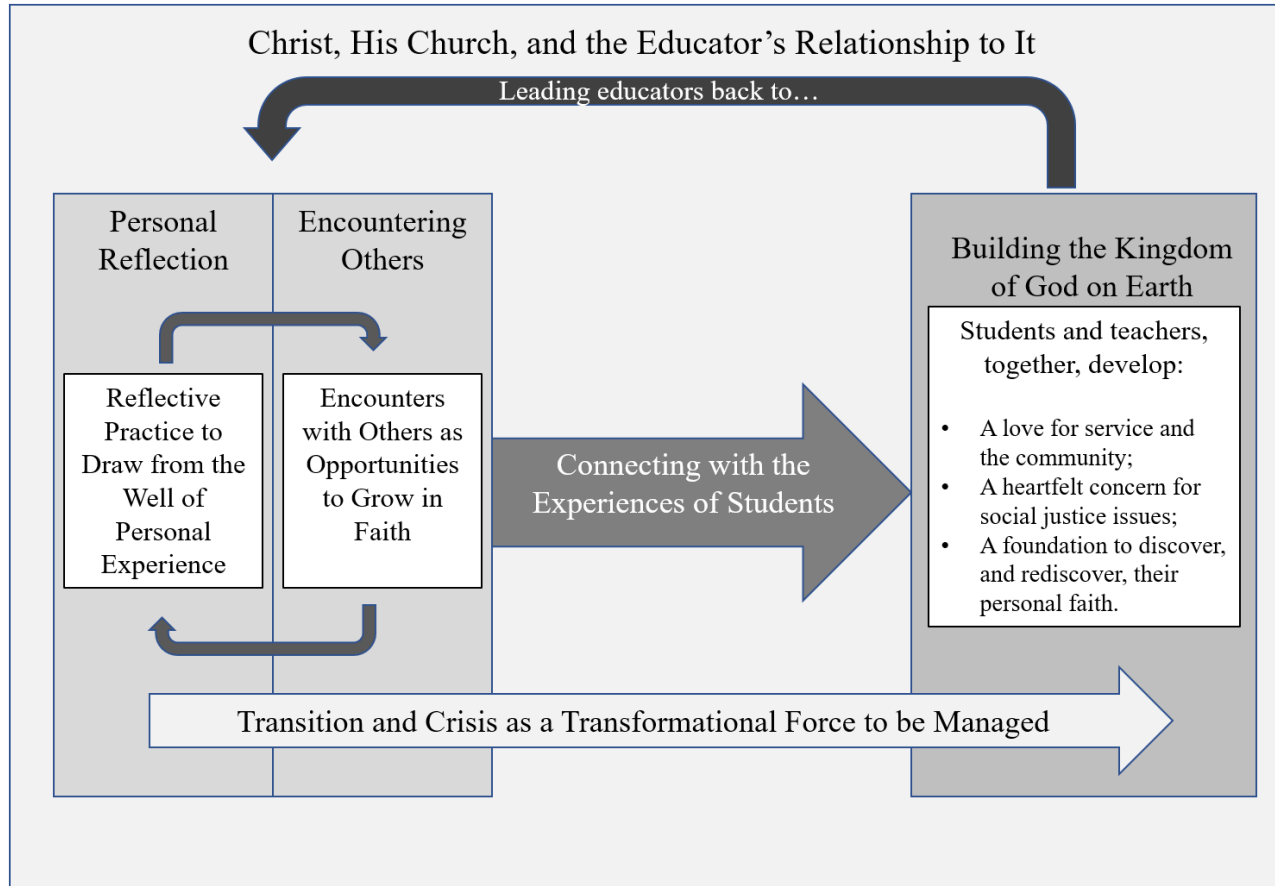 Christ, His Church, and the Educator’s Relationship to It
Leading educators back to…
Personal
Reflection
Encountering
Others
Reflective
Practice to
Draw from the
Well of
Personal
Experience
Encounters
with Others as
Opportunities
to Grow in
Faith
Connecting with the
Experiences of Students
Building the Kingdom
of God on Earth
Students and teachers,
together, develop:
• A love for service and
the community;
• A heartfelt concern for
social justice issues;
• A foundation to discover,
and rediscover, their
personal faith.
Transition and Crisis as a Transformational Force to be Managed